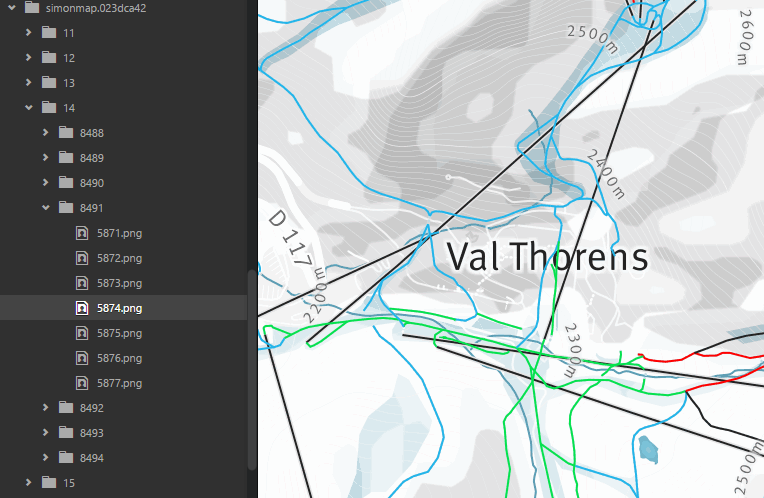 simonmap.023dca42
11
12
13
14
8488
8489
8490
8491
5871.png
5872.png
5873.png
5874.png
5875.png
5876.png
5877.png
8492
8493
8494
15
2500m
2600m
2400m
D 117
Val Thorens
2200m
2300m
2500m